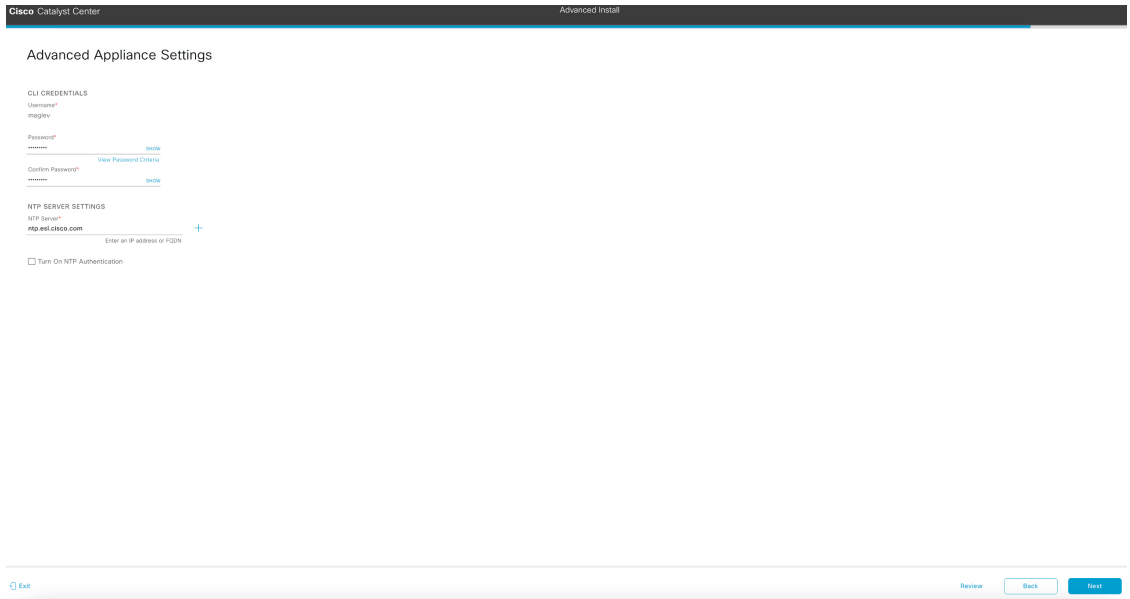 Cisco Catalyst Center
Advanced Install
Advanced Appliance Settings
CLI CREDENTIALS
Username*
maglev
Password*
•••••••••
SHOW
View Password Criteria
Confirm Password*
•••••••••
SHOW
NTP SERVER SETTINGS
NTP Server*
ntp.esl.cisco.com
Enter an IP address or FQDN
Turn On NTP Authentication
Exit
Review
Back
Next